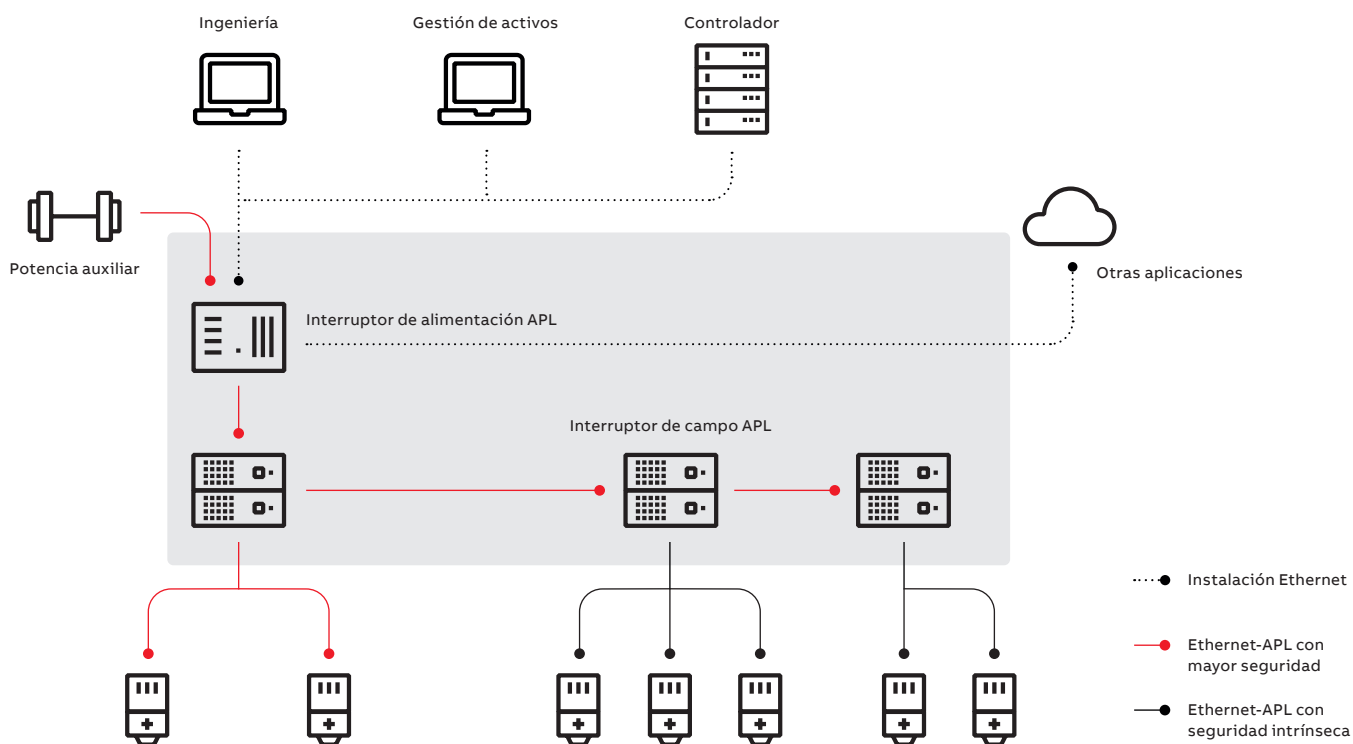 Ingeniería
Gestión de activos
Controlador
Potencia auxiliar
Otras aplicaciones
Interruptor de alimentación APL
Interruptor de campo APL
Instalación Ethernet
Ethernet-APL con
mayor seguridad
Ethernet-APL con
seguridad intrínseca